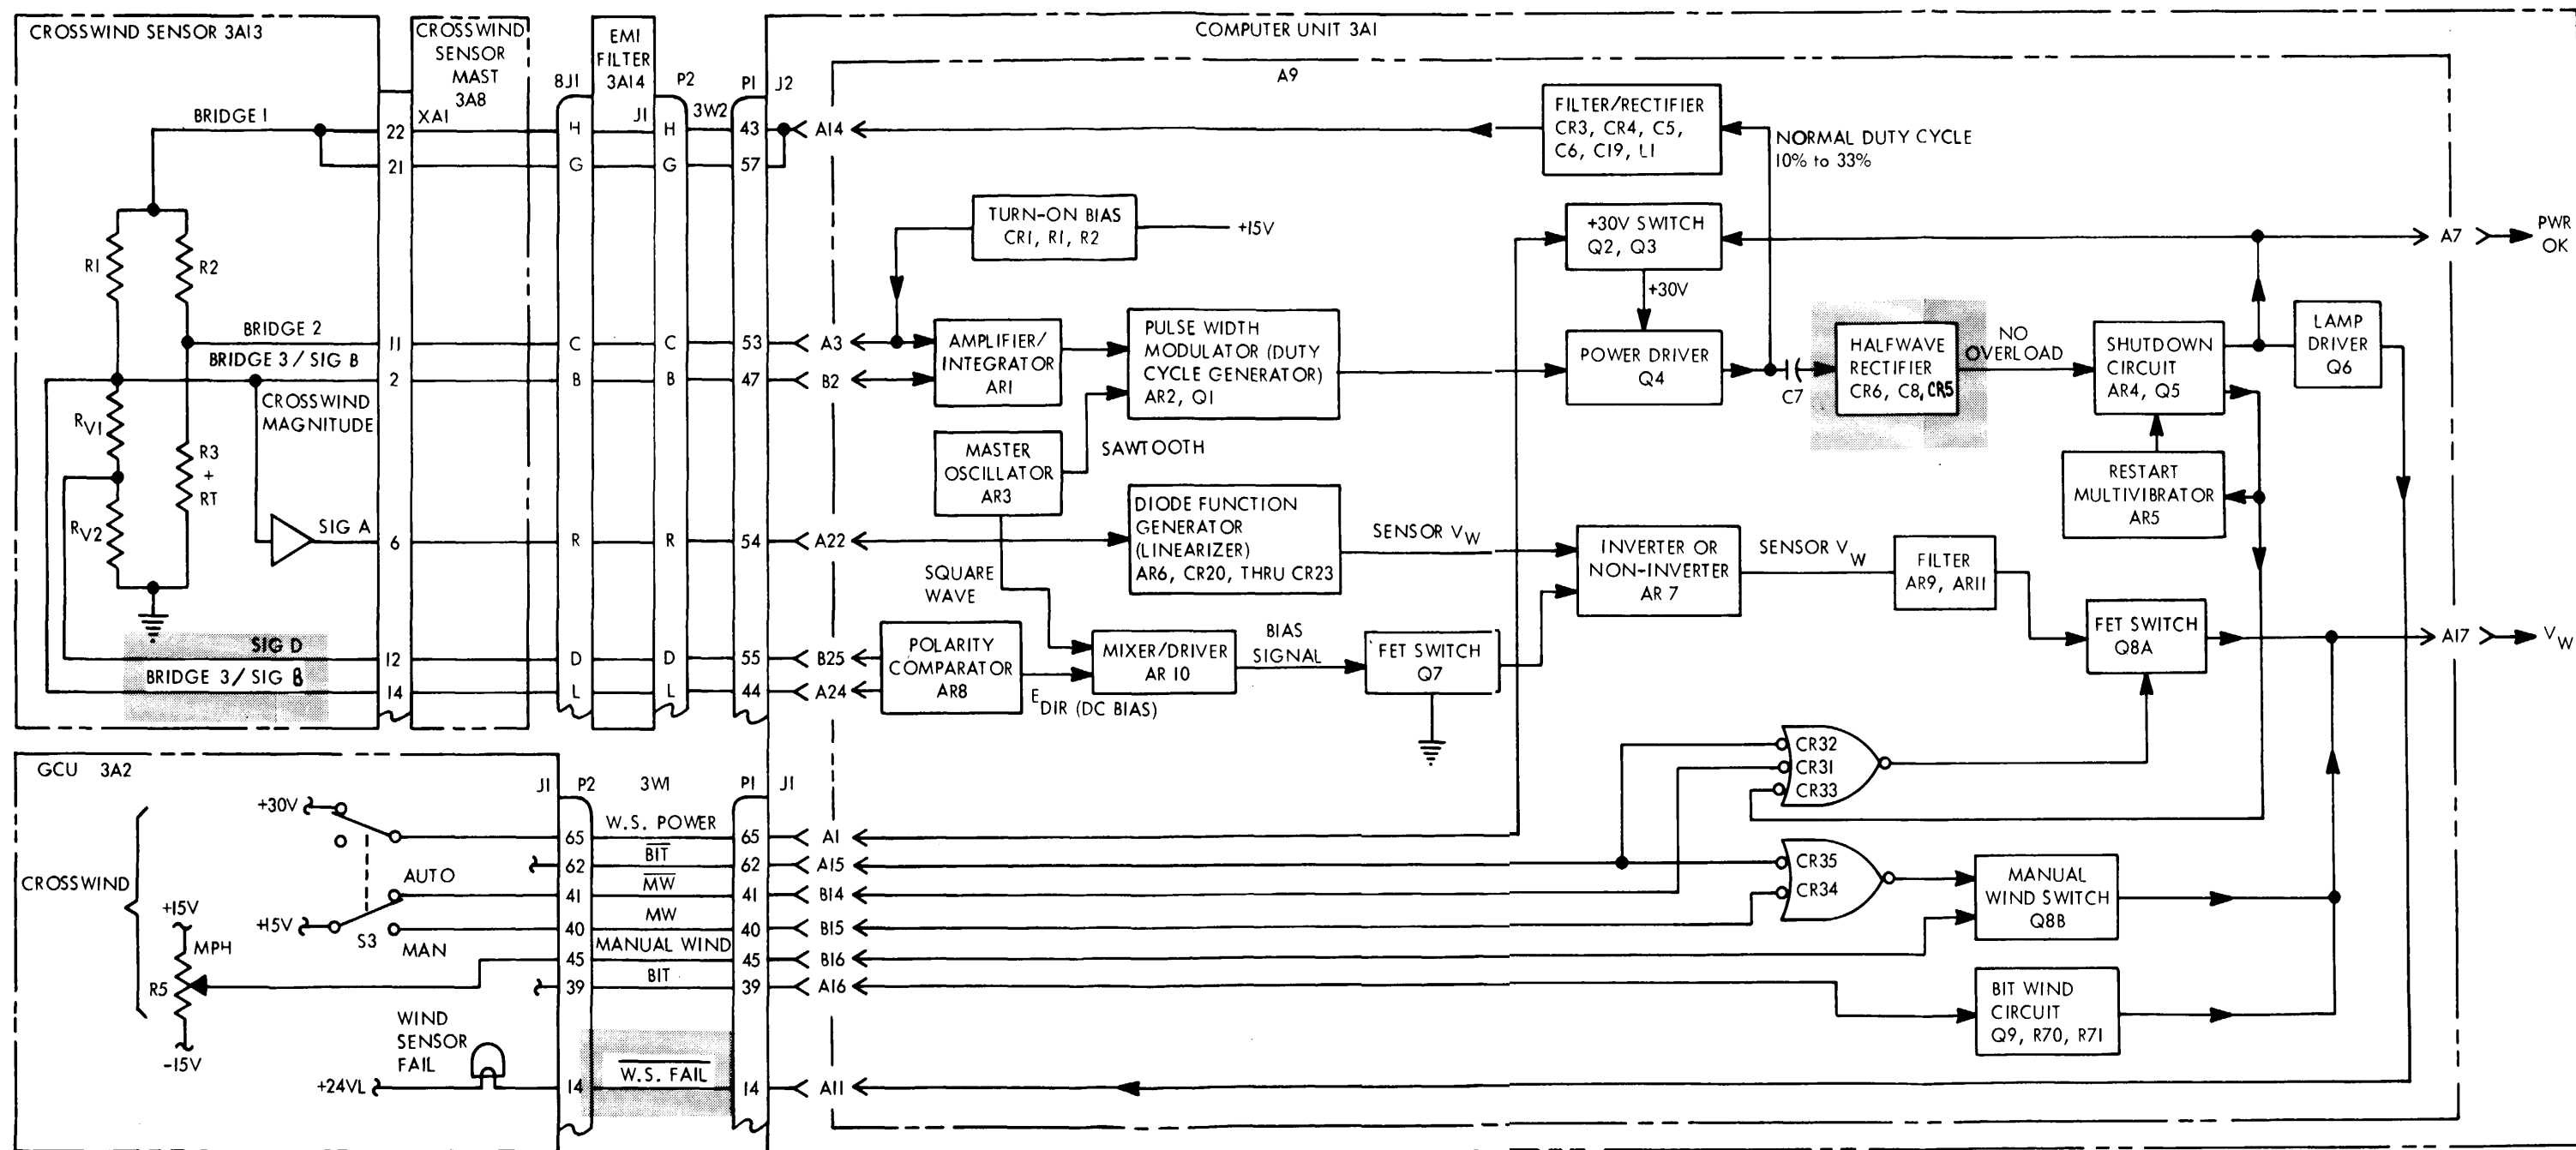 CROSSWIND SENSOR 3A13
CROSSWIND
SENSOR
MAST
3A8
EMI
FILTER
3A14
COMPUTER UNIT 3A1
A9
8J1
P2
P1
J2
XA1
J1
3W2
BRIDGE 1
22
H
H
43
A14
21
G
G
57
FILTER/RECTIFIER
CR3, CR4, C5,
C6, C19, L1
NORMAL DUTY CYCLE
10% to 33%
TURN-ON BIAS
CR1, R1, R2
+15V
+30V SWITCH
Q2, Q3
+30V
A7
PWR
OK
R1
R2
BRIDGE 2
11
C
C
53
A3
BRIDGE 3 / SIG B
2
B
B
47
B2
AMPLIFIER/
INTEGRATOR
AR1
PULSE WIDTH
MODULATOR (DUTY
CYCLE GENERATOR)
AR2, Q1
POWER DRIVER
Q4
C7
HALFWAVE
RECTIFIER
CR6, C8, CR5
NO
OVERLOAD
SHUTDOWN
CIRCUIT
AR4, Q5
LAMP
DRIVER
Q6
CROSSWIND
MAGNITUDE
RV1
R3
+
RT
RV2
SIG A
6
R
R
54
A22
MASTER
OSCILLATOR
AR3
SAWTOOTH
RESTART
MULTIVIBRATOR
AR5
DIODE FUNCTION
GENERATOR
(LINEARIZER)
AR6, CR20, THRU CR23
SENSOR VW
INVERTER OR
NON-INVERTER
AR 7
SENSOR VW
FILTER
AR9, AR11
SQUARE
WAVE
FET SWITCH
Q8A
A17
VW
SIG D
12
D
D
55
B25
BRIDGE 3/ SIG B
14
L
L
44
A24
POLARITY
COMPARATOR
AR8
EDIR (DC BIAS)
MIXER/DRIVER
AR 10
BIAS
SIGNAL
FET SWITCH
Q7
GCU 3A2
J1
P2
3W1
P1
J1
CR32
CR31
CR33
+30V
65
W.S. POWER
65
A1
62
BIT
62
A15
CR35
CROSSWIND
AUTO
41
MW
41
B14
CR34
+15V
S3
MAN
40
MW
40
B15
MANUAL
WIND SWITCH
Q8B
+15V
MPH
R5
-15V
45
MANUAL WIND
45
B16
39
BIT
39
A16
BIT WIND
CIRCUIT
Q9, R70, R71
WIND
SENSOR
FAIL
+24VL
14
W.S. FAIL
14
A11